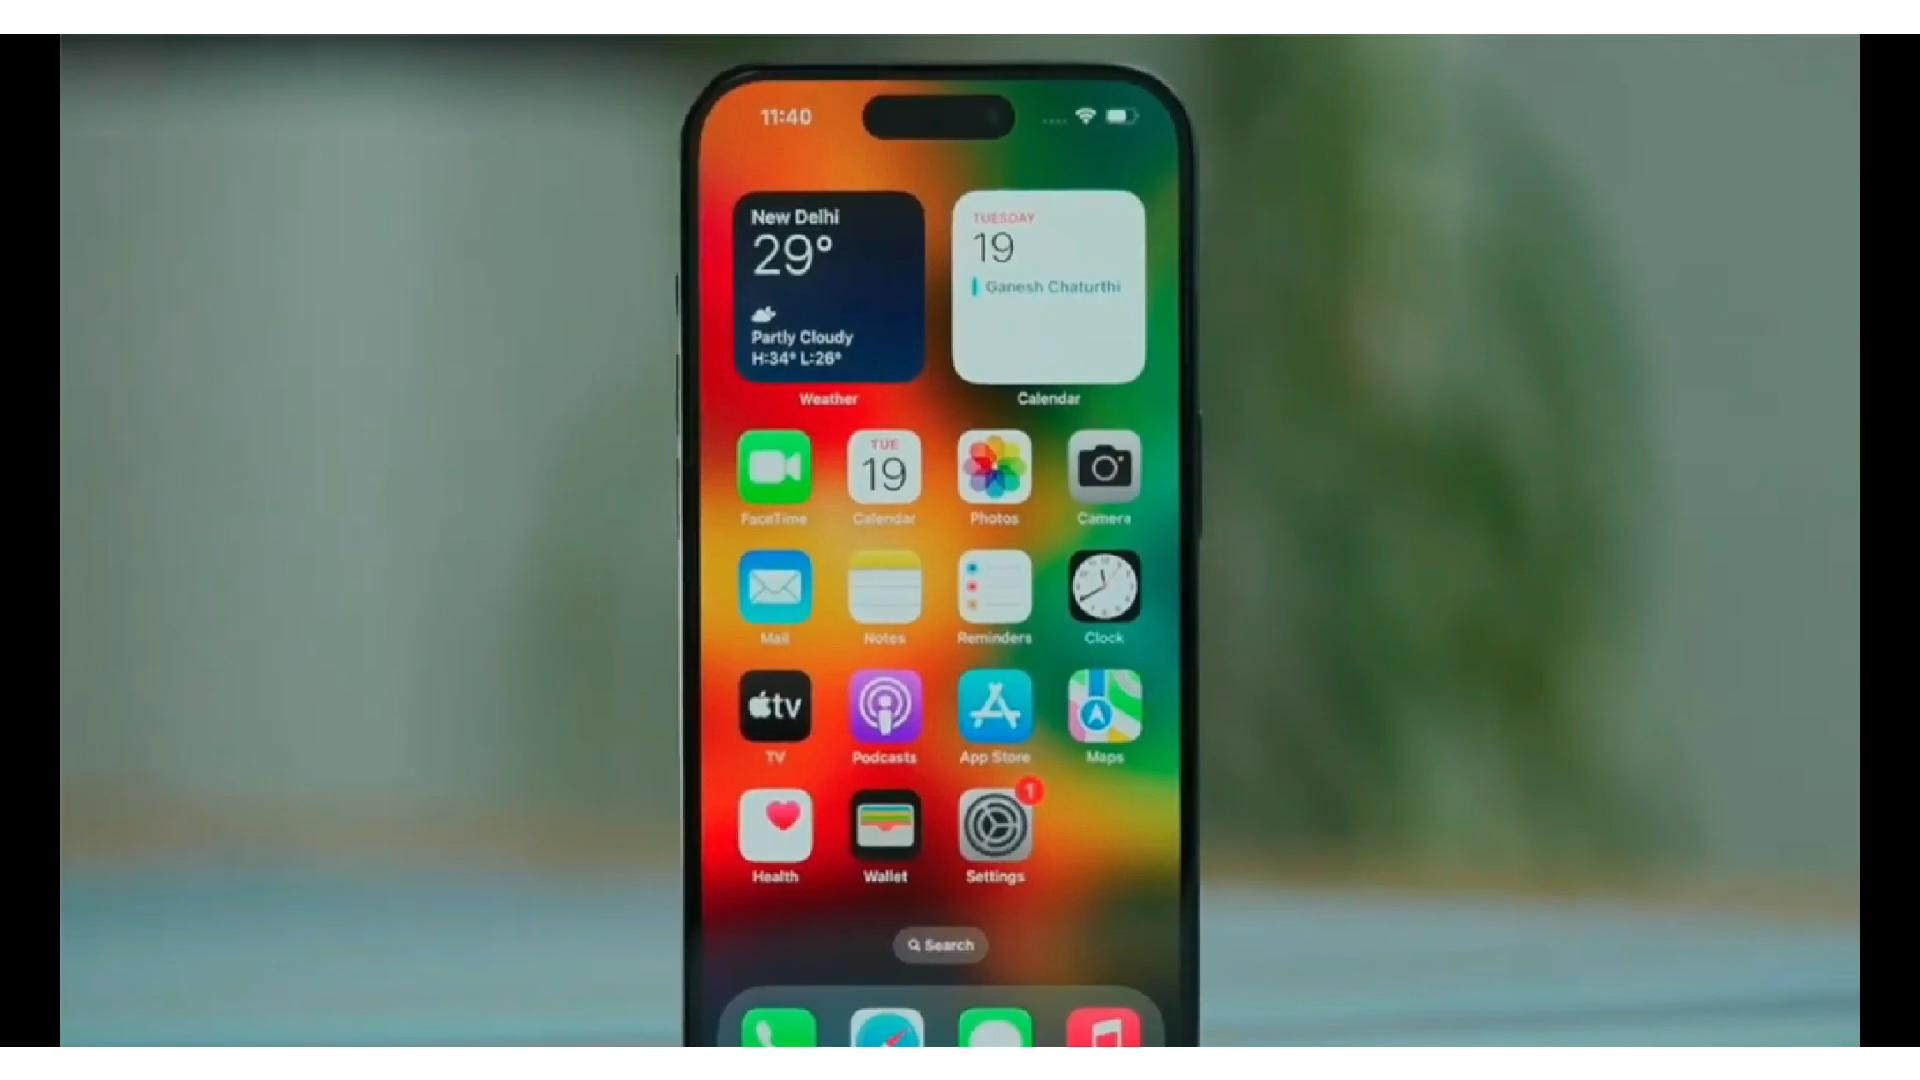 11:40
New Delhi
29°
Partly Cloudy
H:34° L:26°
Weather
TUESDAY
19
Ganesh Chaturthi
Calendar
TUE
19
FaceTime Calendar Photos Camera
Mail Notes Reminders Clock
tv
TV Podcasts App Store Maps
1
Health Wallet Settings
Search